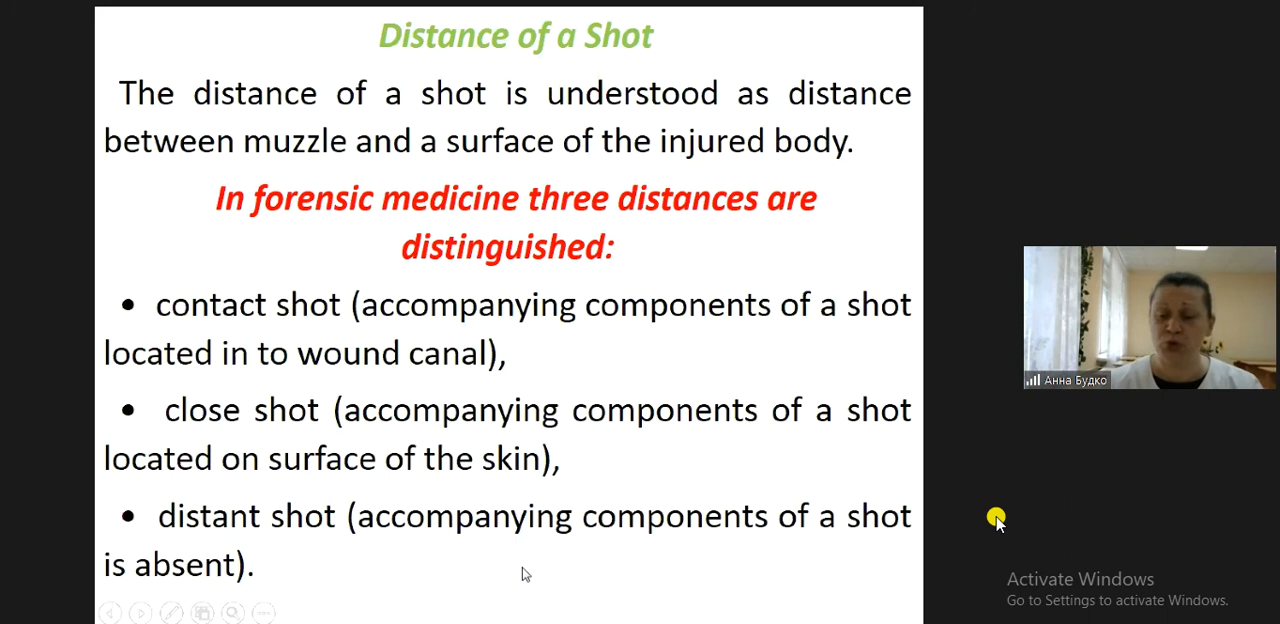 Distance of a Shot
The distance of a shot is understood as distance
between muzzle and a surface of the injured body.
In forensic medicine three distances are
distinguished:
• contact shot (accompanying components of a shot
located in to wound canal),
• close shot (accompanying components of a shot
located on surface of the skin),
• distant shot (accompanying components of a shot
is absent).
Анна Будко
Activate Windows
Go to Settings to activate Windows.